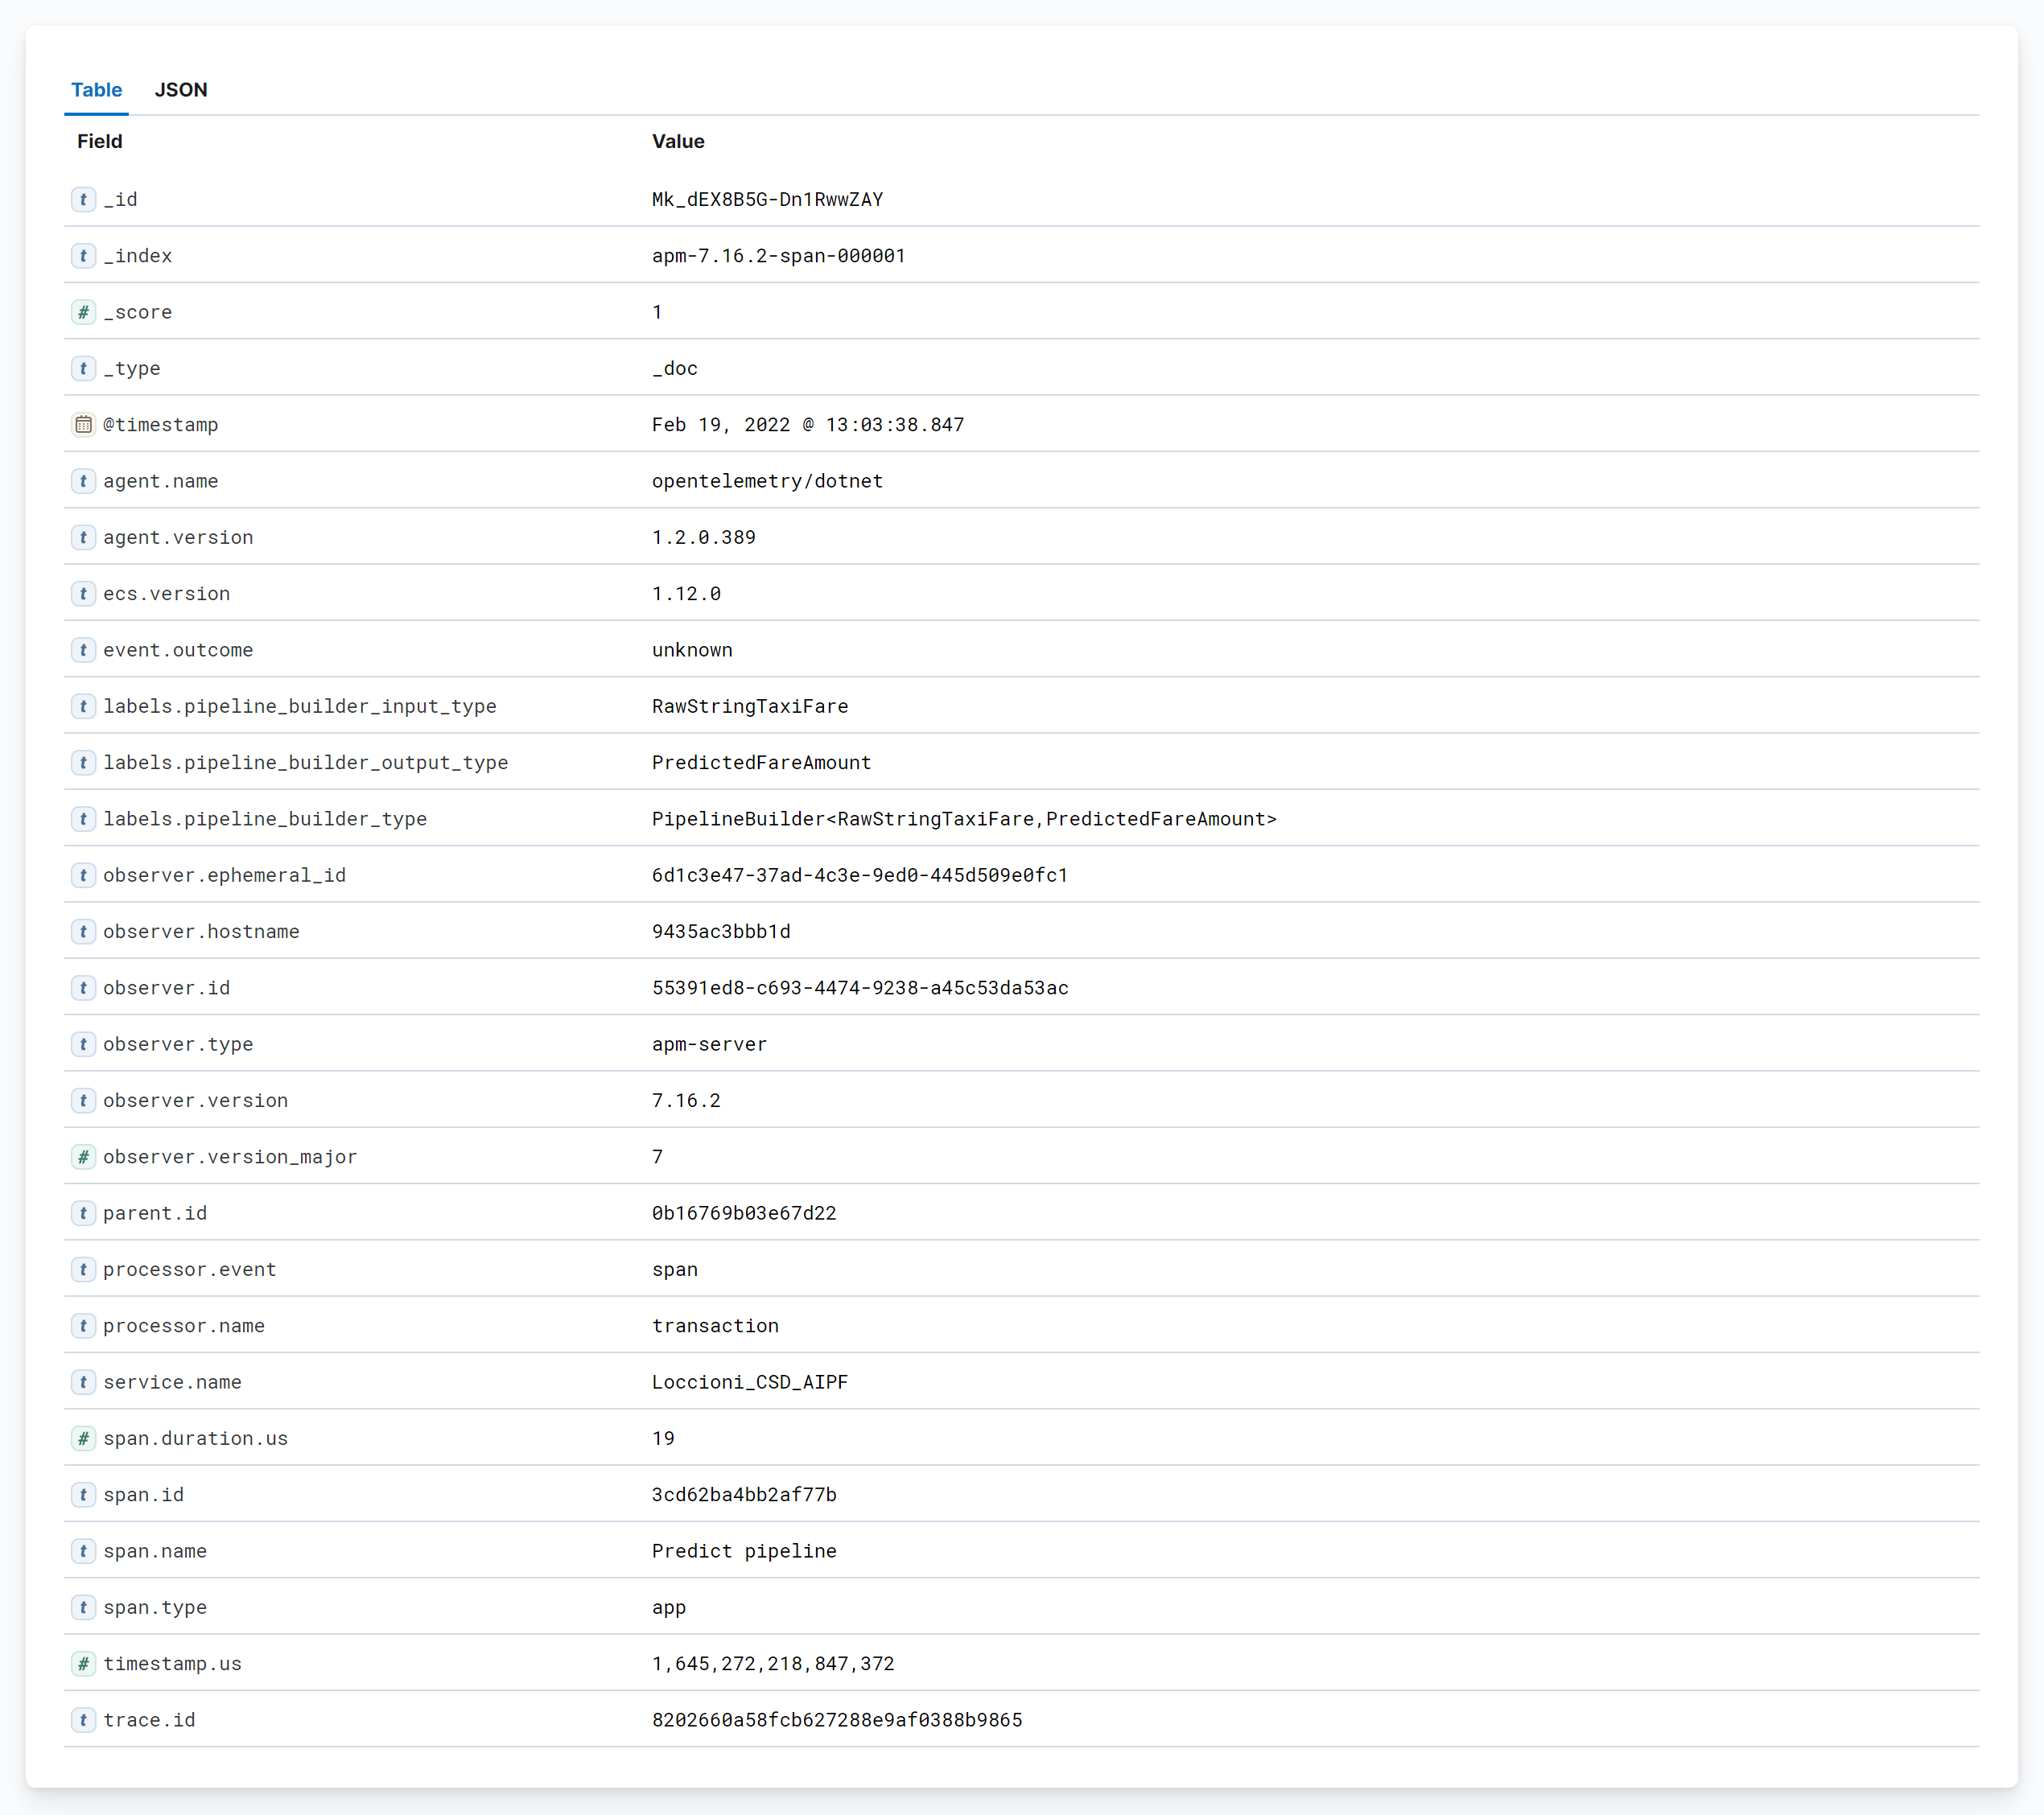 Table JSON
Field Value
t _id Mk_dEX8B5G-Dn1RwwZAY
t _index apm-7.16.2-span-000001
# _score 1
t _type _doc
@timestamp Feb 19, 2022 @ 13:03:38.847
t agent.name opentelemetry/dotnet
t agent.version 1.2.0.389
t ecs.version 1.12.0
t event.outcome unknown
t labels.pipeline_builder_input_type RawStringTaxiFare
t labels.pipeline_builder_output_type PredictedFareAmount
t labels.pipeline_builder_type PipelineBuilder<RawStringTaxiFare,PredictedFareAmount>
t observer.ephemeral_id 6d1c3e47-37ad-4c3e-9ed0-445d509e0fc1
t observer.hostname 9435ac3bbb1d
t observer.id 55391ed8-c693-4474-9238-a45c53da53ac
t observer.type apm-server
t observer.version 7.16.2
# observer.version_major 7
t parent.id 0b16769b03e67d22
t processor.event span
t processor.name transaction
t service.name Loccioni_CSD_AIPF
# span.duration.us 19
t span.id 3cd62ba4bb2af77b
t span.name Predict pipeline
t span.type app
# timestamp.us 1,645,272,218,847,372
t trace.id 8202660a58fcb627288e9af0388b9865